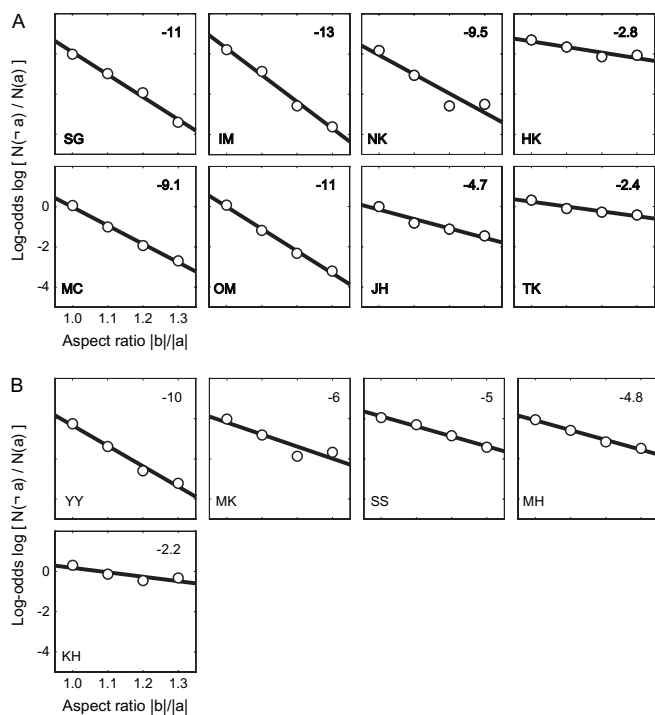 A
-11
-13
-9.5
-2.8
SG
IM
NK
HK
-9.1
-11
-4.7
-2.4
MC
OM
JH
TK
Log-odds log [ N(¬ a) / N(a) ]
0
-2
-4
1.0 1.1 1.2 1.3
Aspect ratio |b|/|a|
B
-10
-6
-5
-4.8
YY
MK
SS
MH
-2.2
KH
Log-odds log [ N(¬ a) / N(a) ]
0
-2
-4
1.0 1.1 1.2 1.3
Aspect ratio |b|/|a|